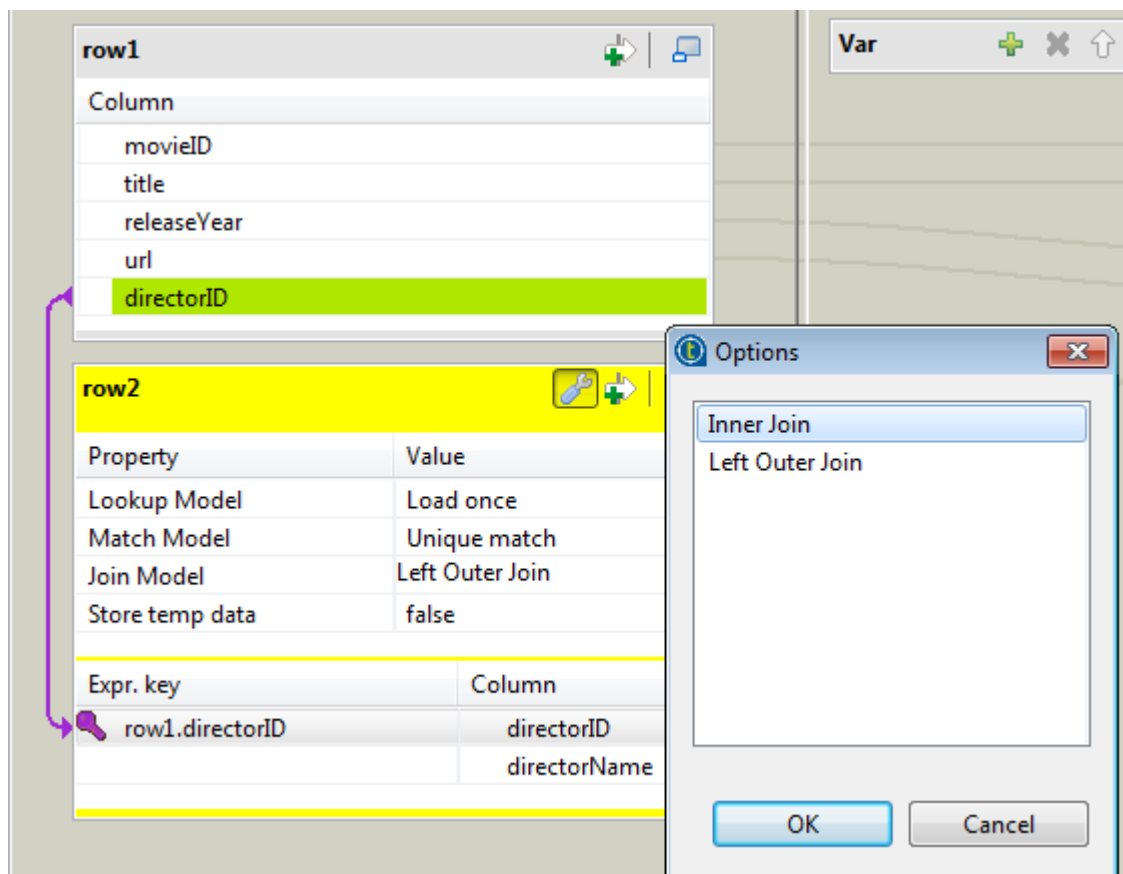 row1
Column
movieID
title
releaseYear
url
directorID
row2
Property Value
Lookup Model Load once
Match Model Unique match
Join Model Left Outer Join
Store temp data false
Expr. key Column
row1.directorID directorID
directorName
Var
Options
Inner Join
Left Outer Join
OK Cancel